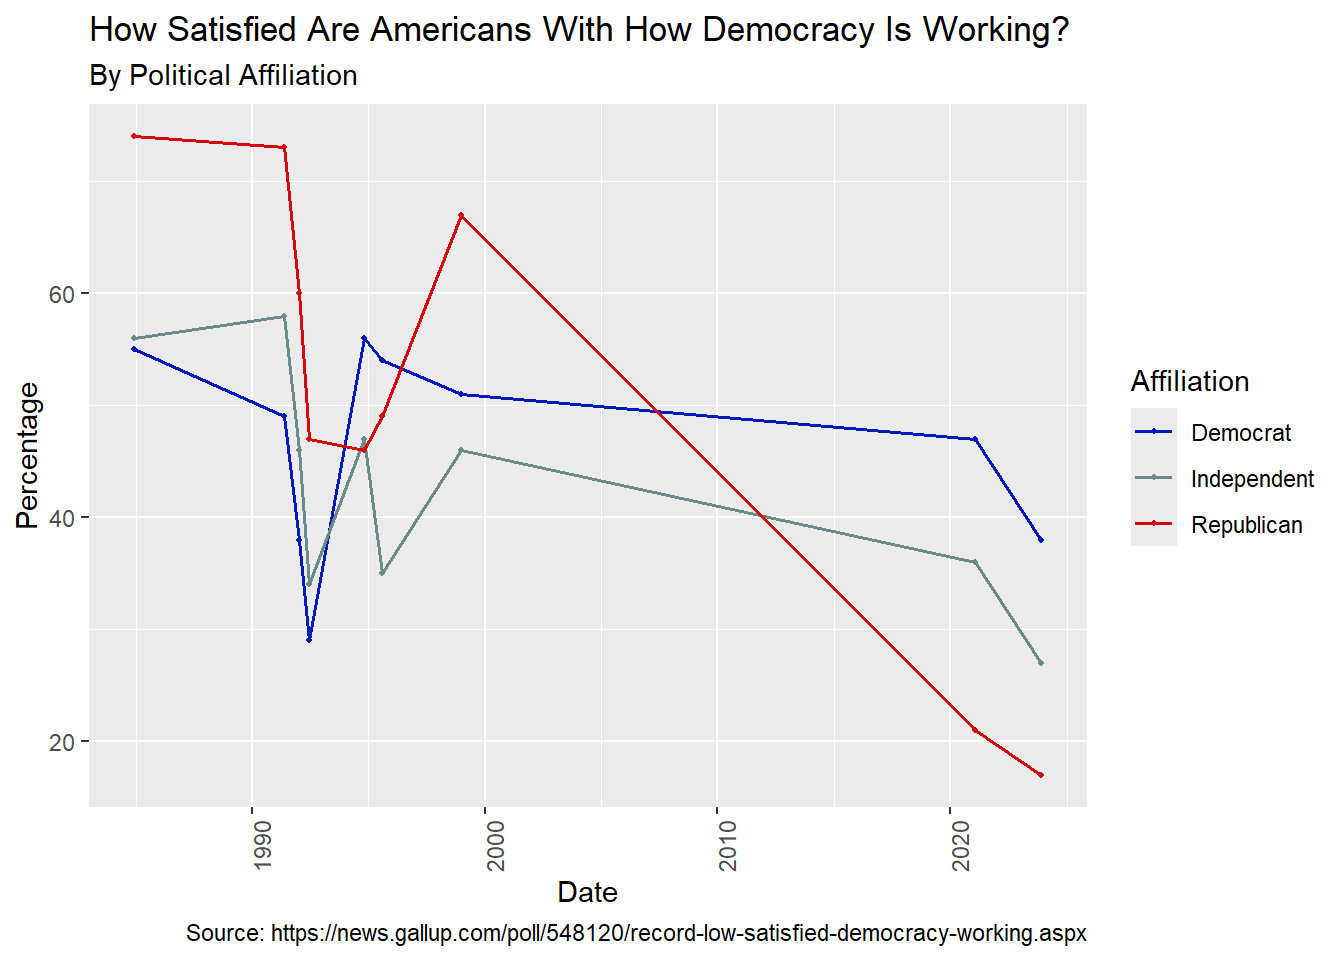 How Satisfied Are Americans With How Democracy Is Working?
By Political Affiliation
Percentage
60
40
20
1990
2000
2010
2020
Date
Affiliation
Democrat
Independent
Republican
Source: https://news.gallup.com/poll/548120/record-low-satisfied-democracy-working.aspx